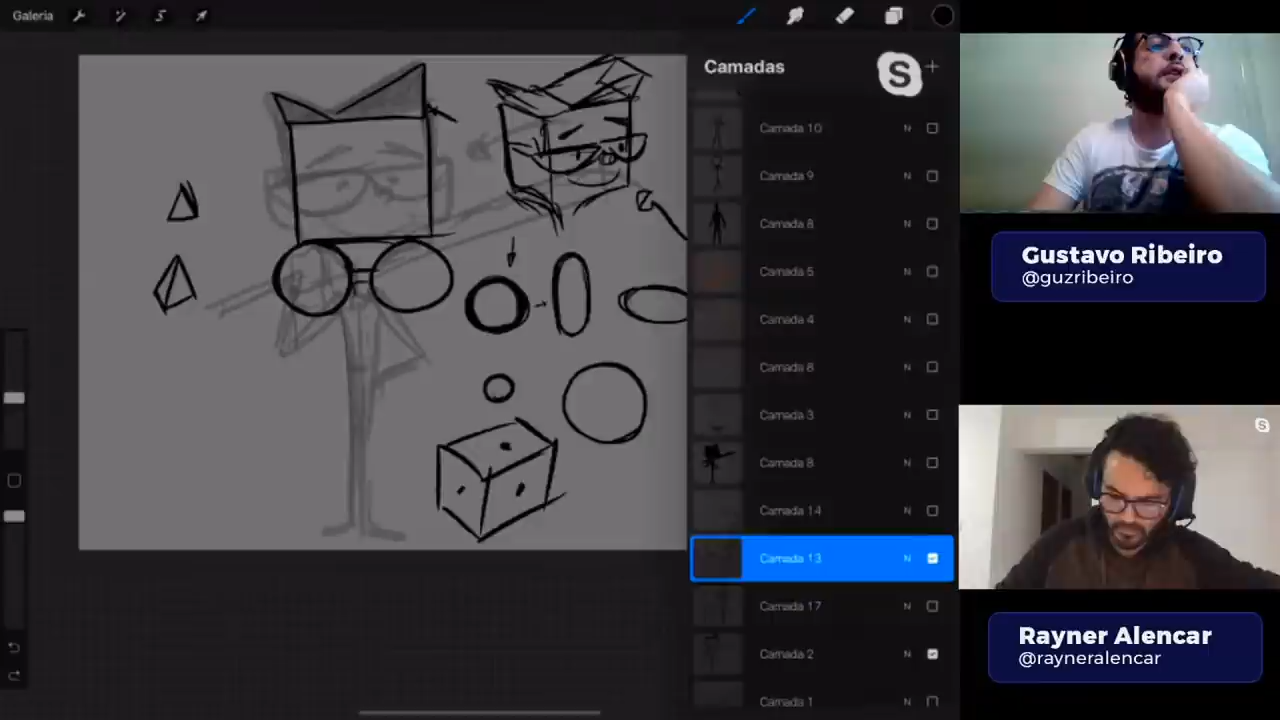 Galeria
Camadas
S
Camada 10 N
Camada 9 N
Camada 8 N
Camada 5 N
Camada 4 N
Camada 8 N
Camada 3 N
Camada 8 N
Camada 14 N
Camada 13 N
Camada 17 N
Camada 2 N
Camada 1 N
Gustavo Ribeiro
@guzribeiro
S
Rayner Alencar
@rayneralencar